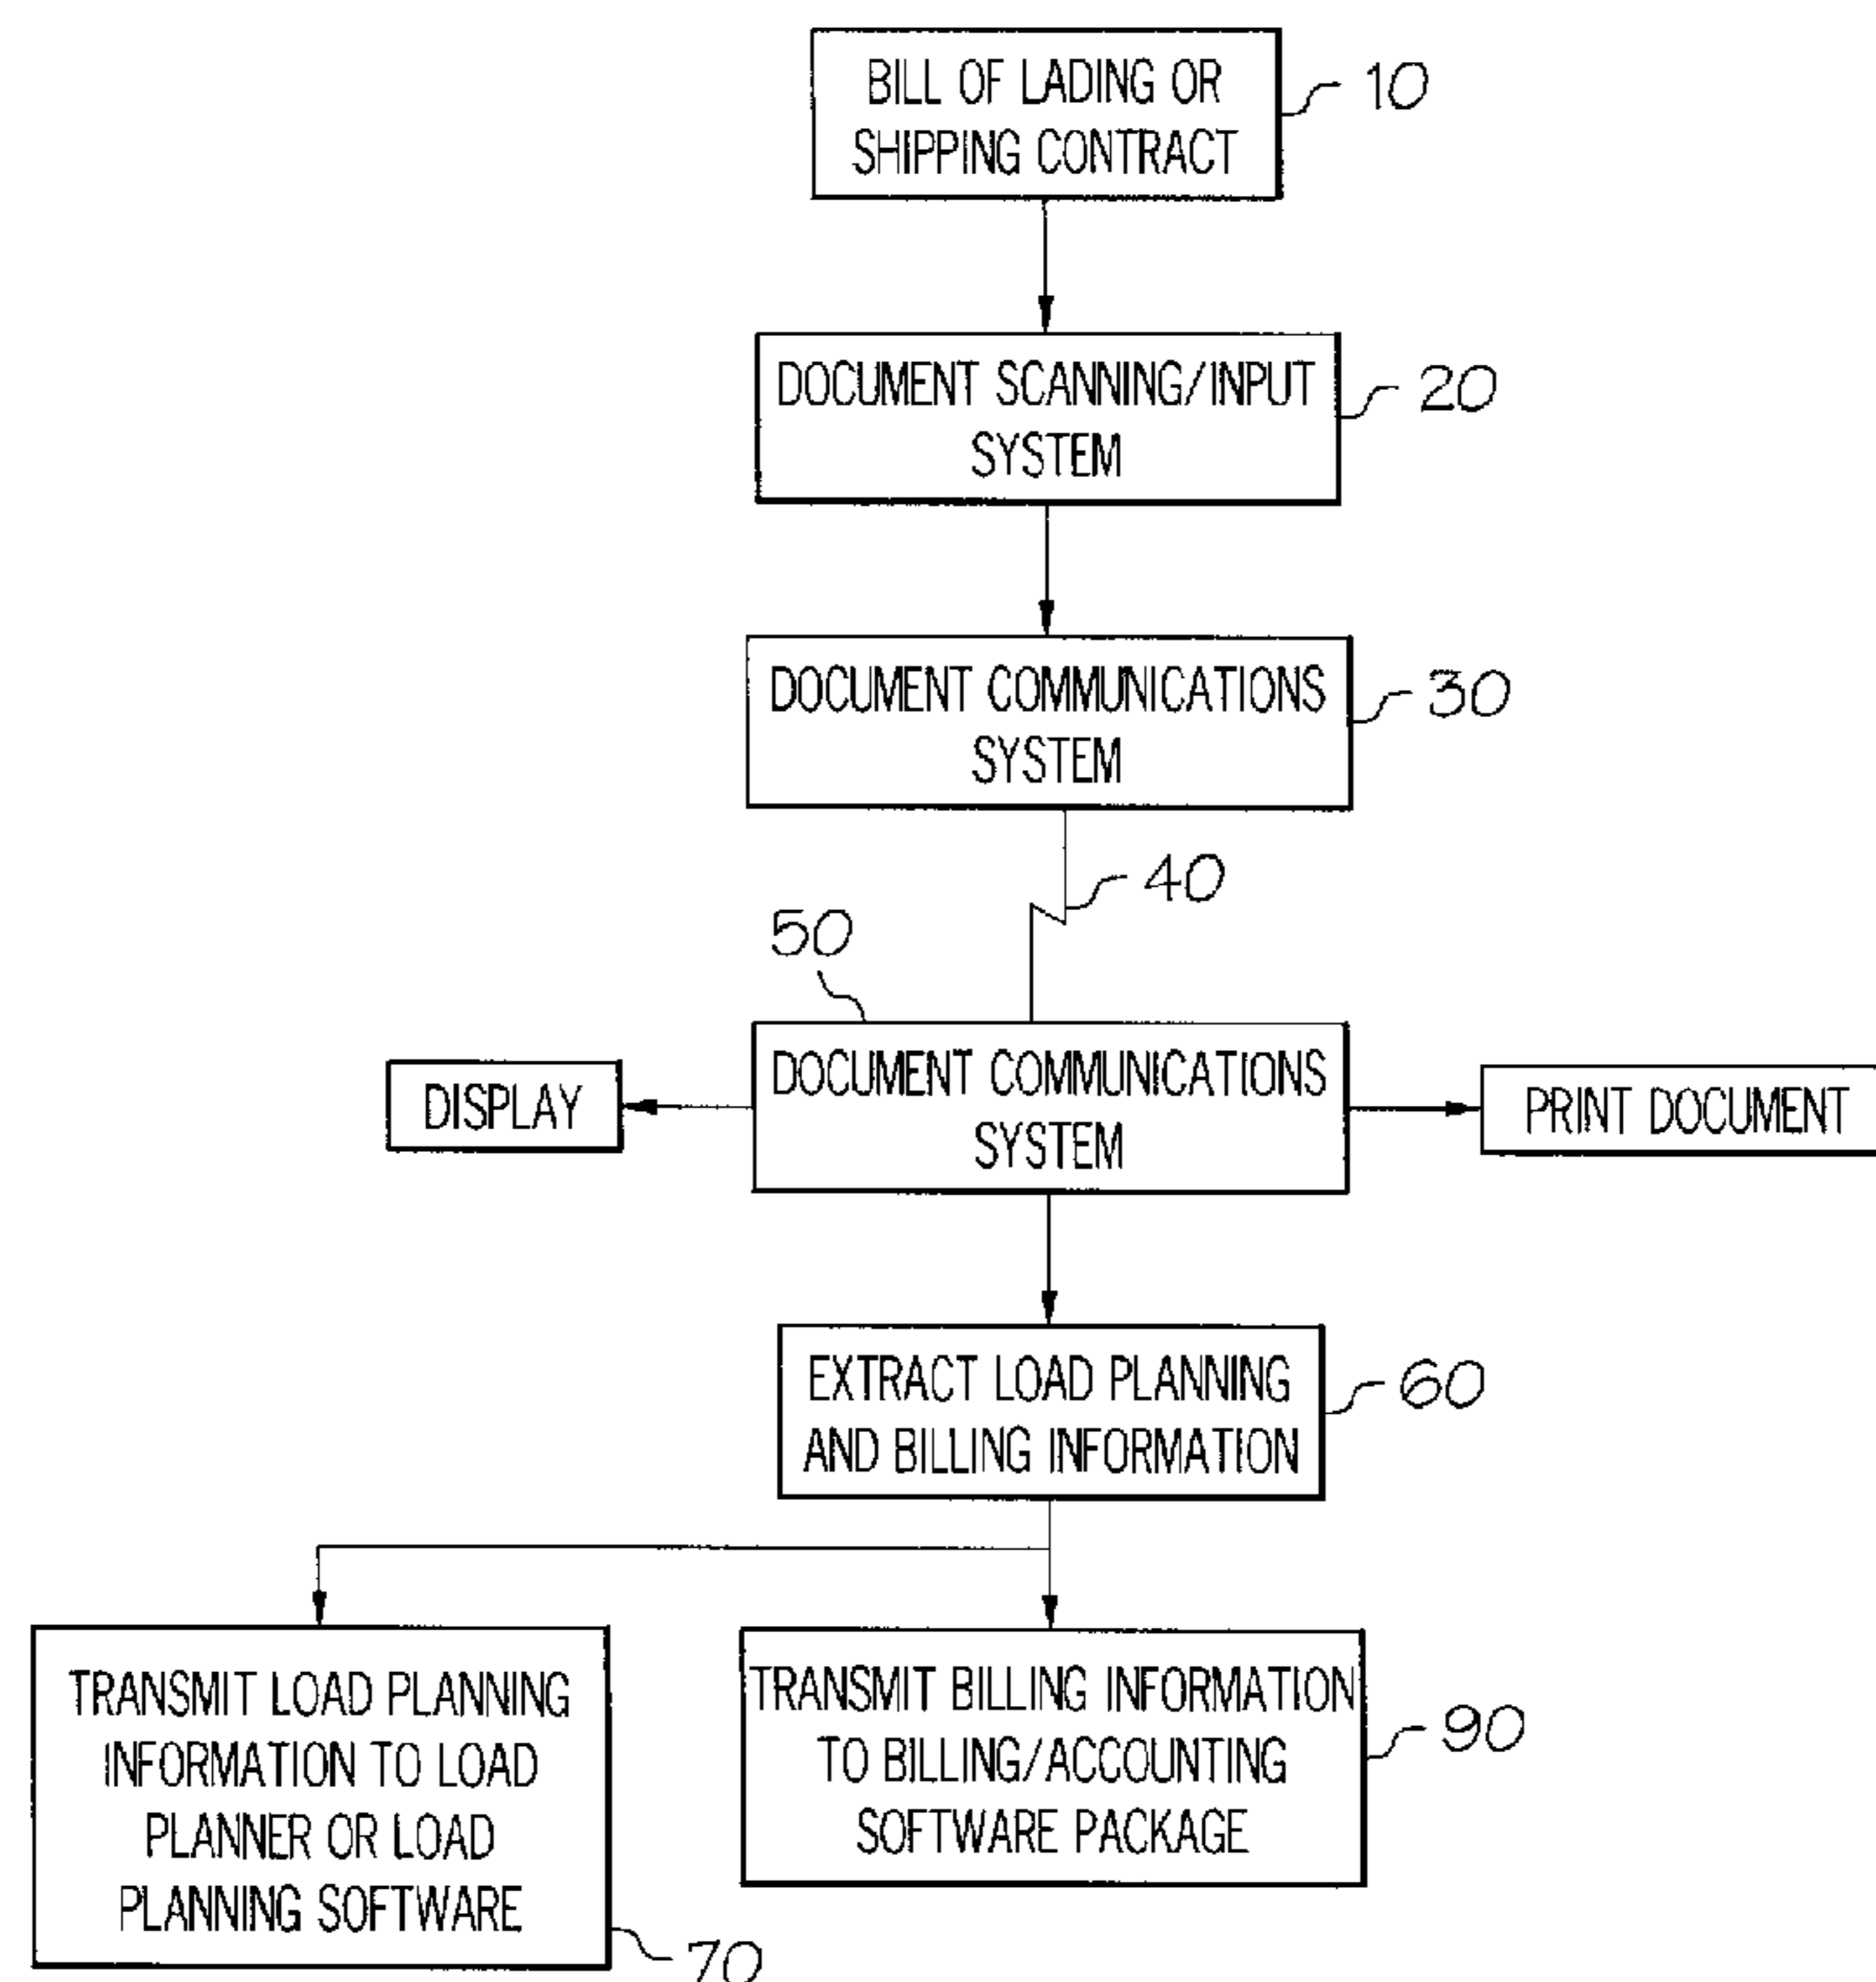 BILL OF LADING OR
SHIPPING CONTRACT
10
DOCUMENT SCANNING/INPUT
SYSTEM
20
DOCUMENT COMMUNICATIONS
SYSTEM
30
40
50
DISPLAY
DOCUMENT COMMUNICATIONS
SYSTEM
PRINT DOCUMENT
EXTRACT LOAD PLANNING
AND BILLING INFORMATION
60
TRANSMIT LOAD PLANNING
INFORMATION TO LOAD
PLANNER OR LOAD
PLANNING SOFTWARE
70
TRANSMIT BILLING INFORMATION
TO BILLING/ACCOUNTING
SOFTWARE PACKAGE
90